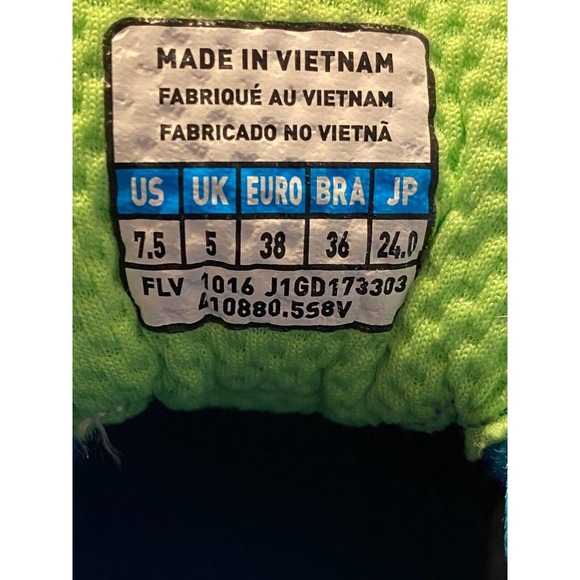 MADE IN VIETNAM
FABRIQUÉ AU VIETNAM
FABRICADO NO VIETNÃ
US UK EURO BRA JP
7.5 5 38 36 24.0
FLV 1016 J1GD173303
410880.5S8V